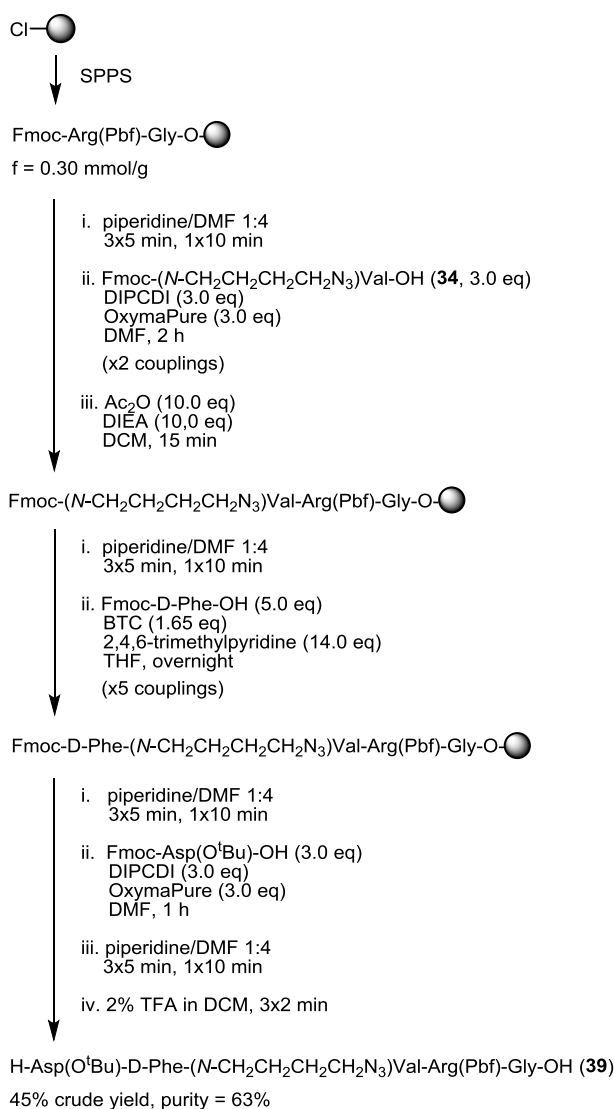 Cl
SPPS
Fmoc-Arg(Pbf)-Gly-O
f = 0.30 mmol/g
i. piperidine/DMF 1:4
3x5 min, 1x10 min
ii. Fmoc-(N-CH₂CH₂CH₂CH₂N₃)Val-OH (34, 3.0 eq)
DIPCDI (3.0 eq)
OxymaPure (3.0 eq)
DMF, 2 h
(x2 couplings)
iii. Ac₂O (10.0 eq)
DIEA (10,0 eq)
DCM, 15 min
Fmoc-(N-CH₂CH₂CH₂CH₂N₃)Val-Arg(Pbf)-Gly-O
i. piperidine/DMF 1:4
3x5 min, 1x10 min
ii. Fmoc-D-Phe-OH (5.0 eq)
BTC (1.65 eq)
2,4,6-trimethylpyridine (14.0 eq)
THF, overnight
(x5 couplings)
Fmoc-D-Phe-(N-CH₂CH₂CH₂CH₂N₃)Val-Arg(Pbf)-Gly-O
i. piperidine/DMF 1:4
3x5 min, 1x10 min
ii. Fmoc-Asp(OᵗBu)-OH (3.0 eq)
DIPCDI (3.0 eq)
OxymaPure (3.0 eq)
DMF, 1 h
iii. piperidine/DMF 1:4
3x5 min, 1x10 min
iv. 2% TFA in DCM, 3x2 min
H-Asp(OᵗBu)-D-Phe-(N-CH₂CH₂CH₂CH₂N₃)Val-Arg(Pbf)-Gly-OH (39)
45% crude yield, purity = 63%